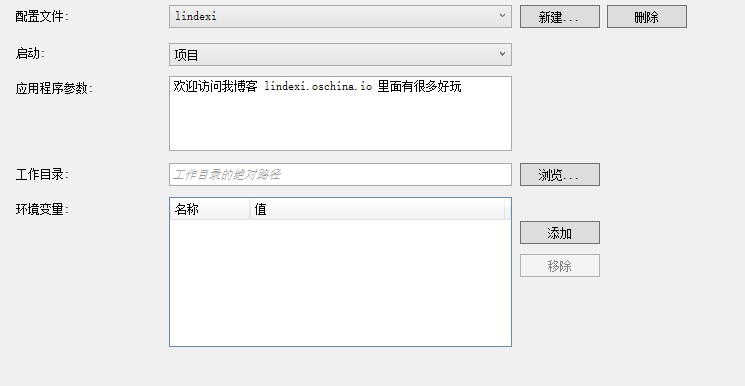 配置文件: lindexi 新建... 删除
启动: 项目
应用程序参数: 欢迎访问我博客 lindexi.oschina.io 里面有很多好玩
工作目录: 工作目录的绝对路径 浏览...
环境变量: 名称 值
添加
移除